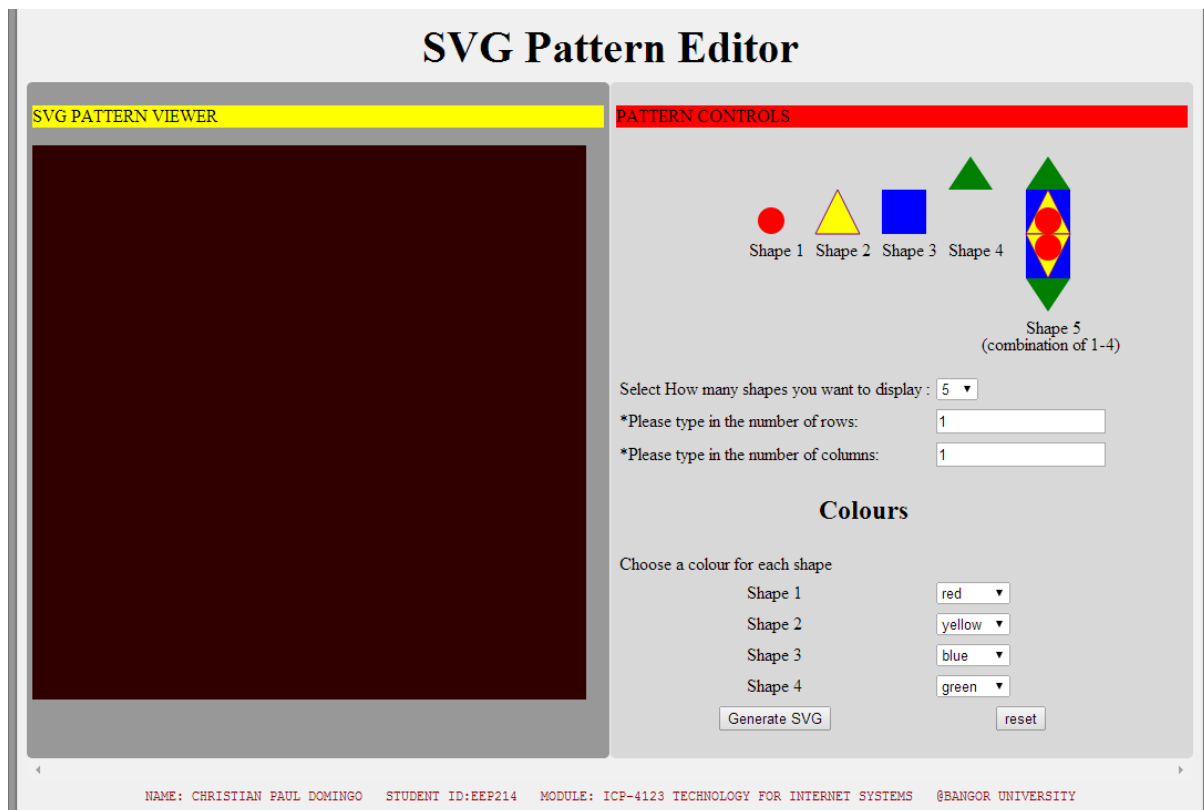 SVG Pattern Editor
SVG PATTERN VIEWER
PATTERN CONTROLS
Shape 1 Shape 2 Shape 3 Shape 4
Shape 5
(combination of 1-4)
Select How many shapes you want to display : 5
*Please type in the number of rows: 1
*Please type in the number of columns: 1
Colours
Choose a colour for each shape
Shape 1 red
Shape 2 yellow
Shape 3 blue
Shape 4 green
Generate SVG reset
NAME: CHRISTIAN PAUL DOMINGO STUDENT ID:EEP214 MODULE: ICP-4123 TECHNOLOGY FOR INTERNET SYSTEMS @BANGOR UNIVERSITY